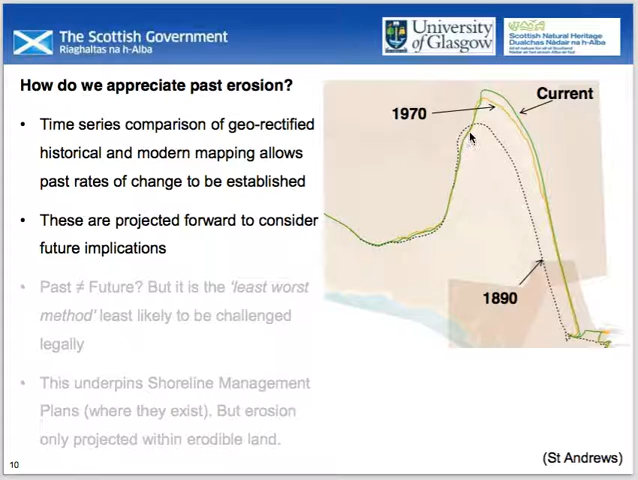 The Scottish Government
Riaghaltas na h-Alba
University
of Glasgow
Scottish Natural Heritage
Dualchas Nàdair na h-Alba
How do we appreciate past erosion?
• Time series comparison of geo-rectified
historical and modern mapping allows
past rates of change to be established
• These are projected forward to consider
future implications
• Past ≠ Future? But it is the 'least worst
method' least likely to be challenged
legally
• This underpins Shoreline Management
Plans (where they exist). But erosion
only projected within erodible land.
Current
1970
1890
(St Andrews)
10